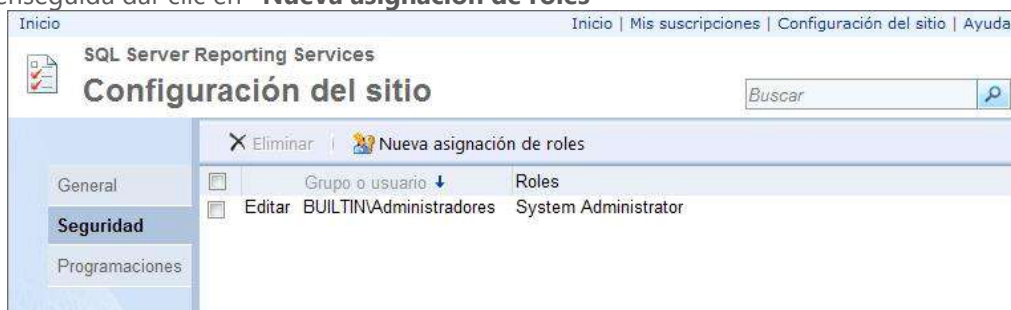 enseguida dar clic en "Nueva asignación de roles"
Inicio
Inicio | Mis suscripciones | Configuración del sitio | Ayuda
SQL Server Reporting Services
Configuración del sitio
Buscar
Eliminar | Nueva asignación de roles
General
Seguridad
Programaciones
Grupo o usuario Roles
Editar BUILTIN\Administradores System Administrator